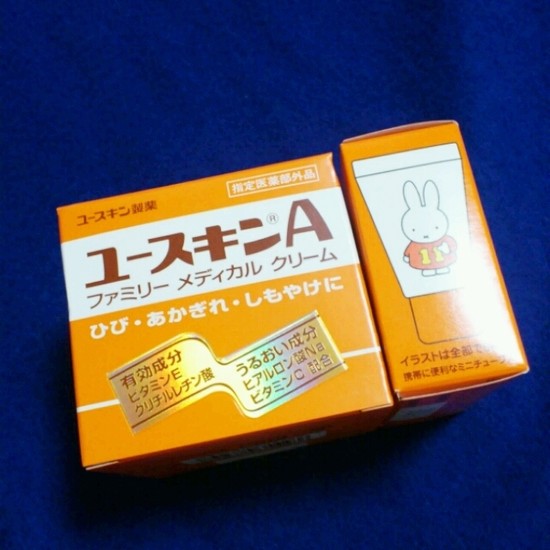 指定医薬部外品
ユースキン製薬
ユースキン®A
ファミリー メディカル クリーム
ひび・あかぎれ・しもやけに
有効成分
ビタミンE
グリチルレチン酸
うるおい成分
ヒアルロン酸Na
ビタミンC 配合
イラストは全部で
携帯に便利なミニチューブ